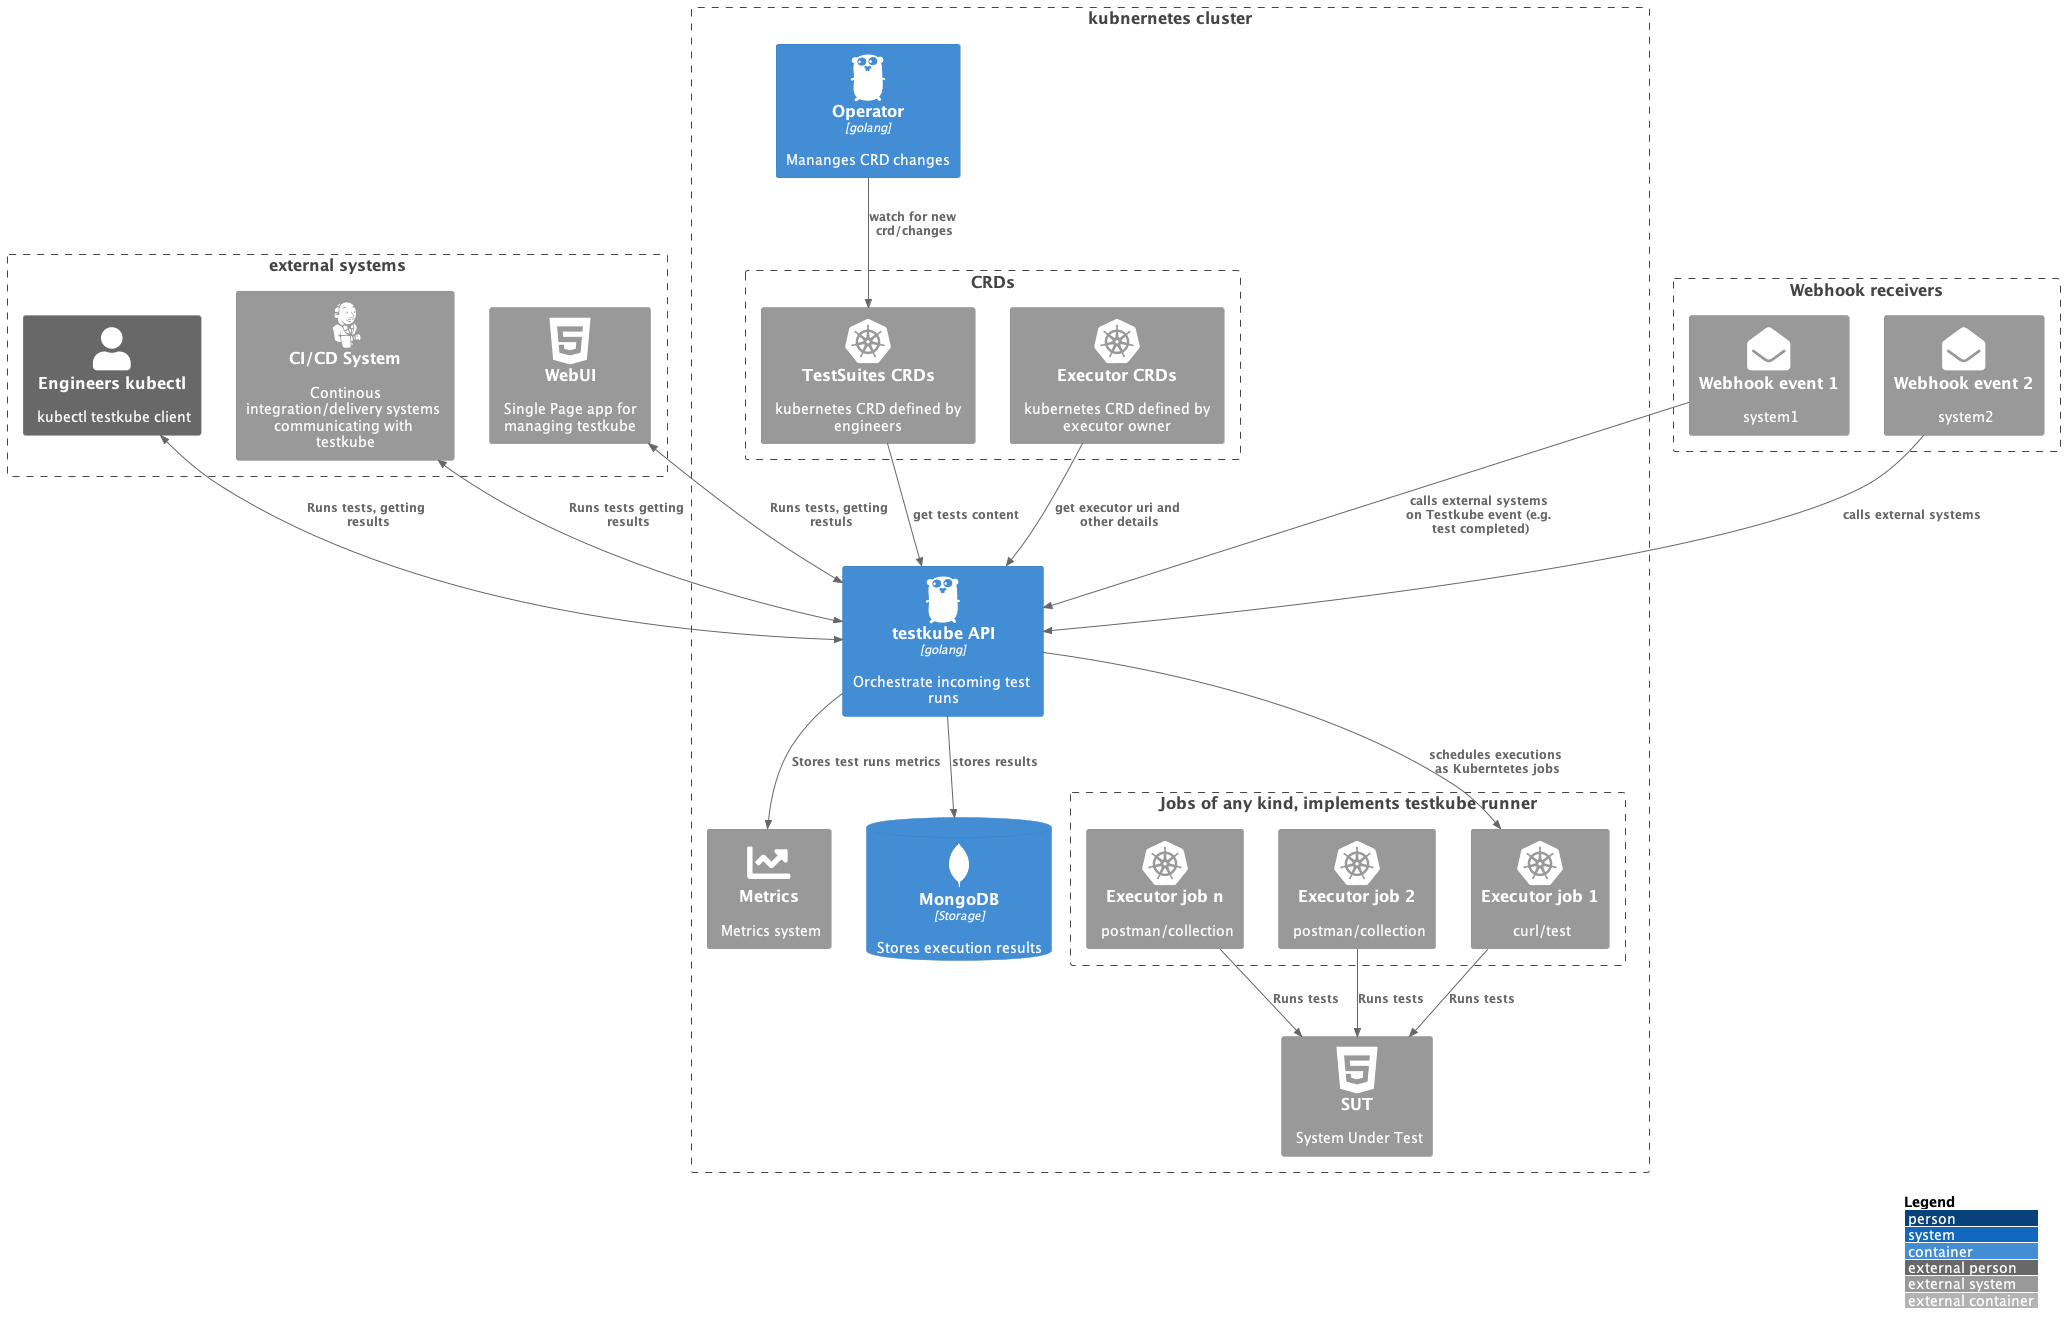 kubnernetes cluster
Operator
[golang]
Mananges CRD changes
watch for new
crd/changes
external systems
Engineers kubectl
kubectl testkube client
CI/CD System
Continous
integration/delivery systems
communicating with
testkube
WebUI
Single Page app for
managing testkube
CRDs
TestSuites CRDs
kubernetes CRD defined by
engineers
Executor CRDs
kubernetes CRD defined by
executor owner
Webhook receivers
Webhook event 1
system1
Webhook event 2
system2
Runs tests, getting
results
Runs tests getting
results
Runs tests, getting
restuls
get tests content
get executor uri and
other details
calls external systems
on Testkube event (e.g.
test completed)
calls external systems
testkube API
[golang]
Orchestrate incoming test
runs
Stores test runs metrics
stores results
schedules executions
as Kuberntetes jobs
Metrics
Metrics system
MongoDB
[Storage]
Stores execution results
Jobs of any kind, implements testkube runner
Executor job n
postman/collection
Executor job 2
postman/collection
Executor job 1
curl/test
Runs tests
Runs tests
Runs tests
SUT
System Under Test
Legend
person
system
container
external person
external system
external container